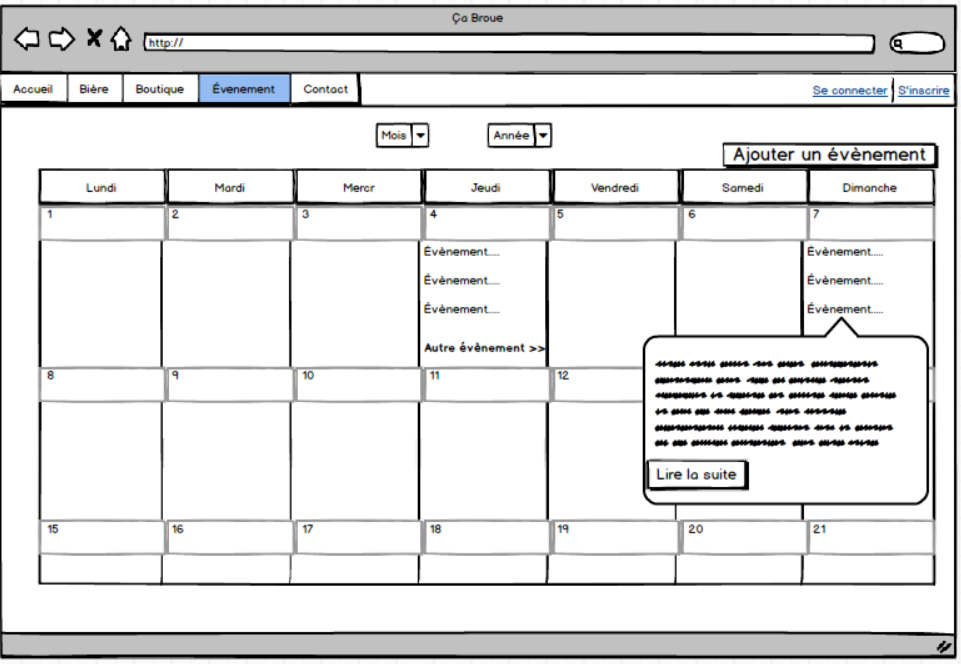 Ça Broue
http://
Accueil Bière Boutique Évenement Contact Se connecter S'inscrire
Mois Année
Ajouter un évènement
Lundi Mardi Mercr Jeudi Vendredi Samedi Dimanche
1 2 3 4 5 6 7
Évènement..... Évènement.....
Évènement..... Évènement.....
Évènement..... Évènement.....
Autre évènement >>
8 9 10 11 12
Lire la suite
15 16 17 18 19 20 21